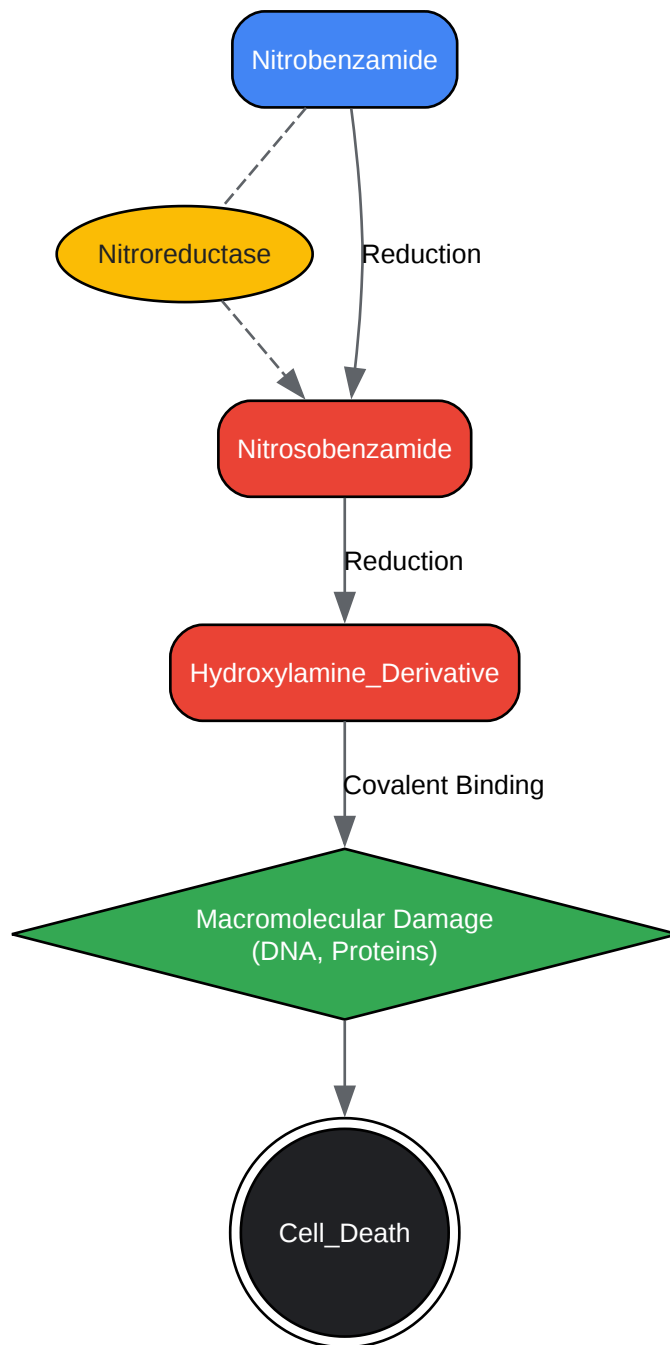 Nitrobenzamide
Nitroreductase
Reduction
Nitrosobenzamide
Reduction
Hydroxylamine_Derivative
Covalent Binding
Macromolecular Damage
(DNA, Proteins)
Cell_Death